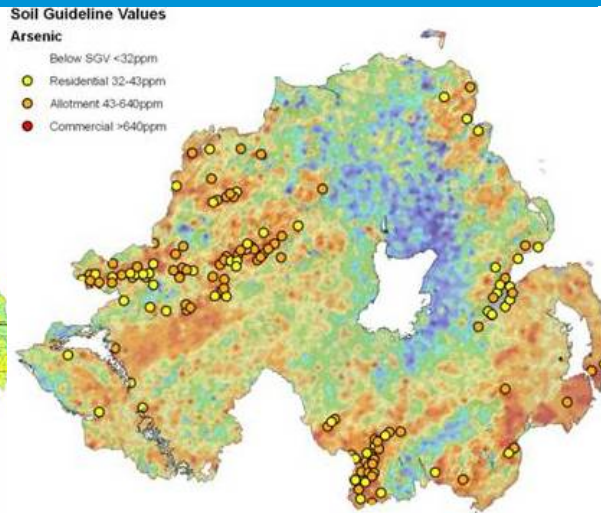 Soil Guideline Values
Arsenic
Below SGV <32ppm
Residential 32-43ppm
Allotment 43-640ppm
Commercial >640ppm